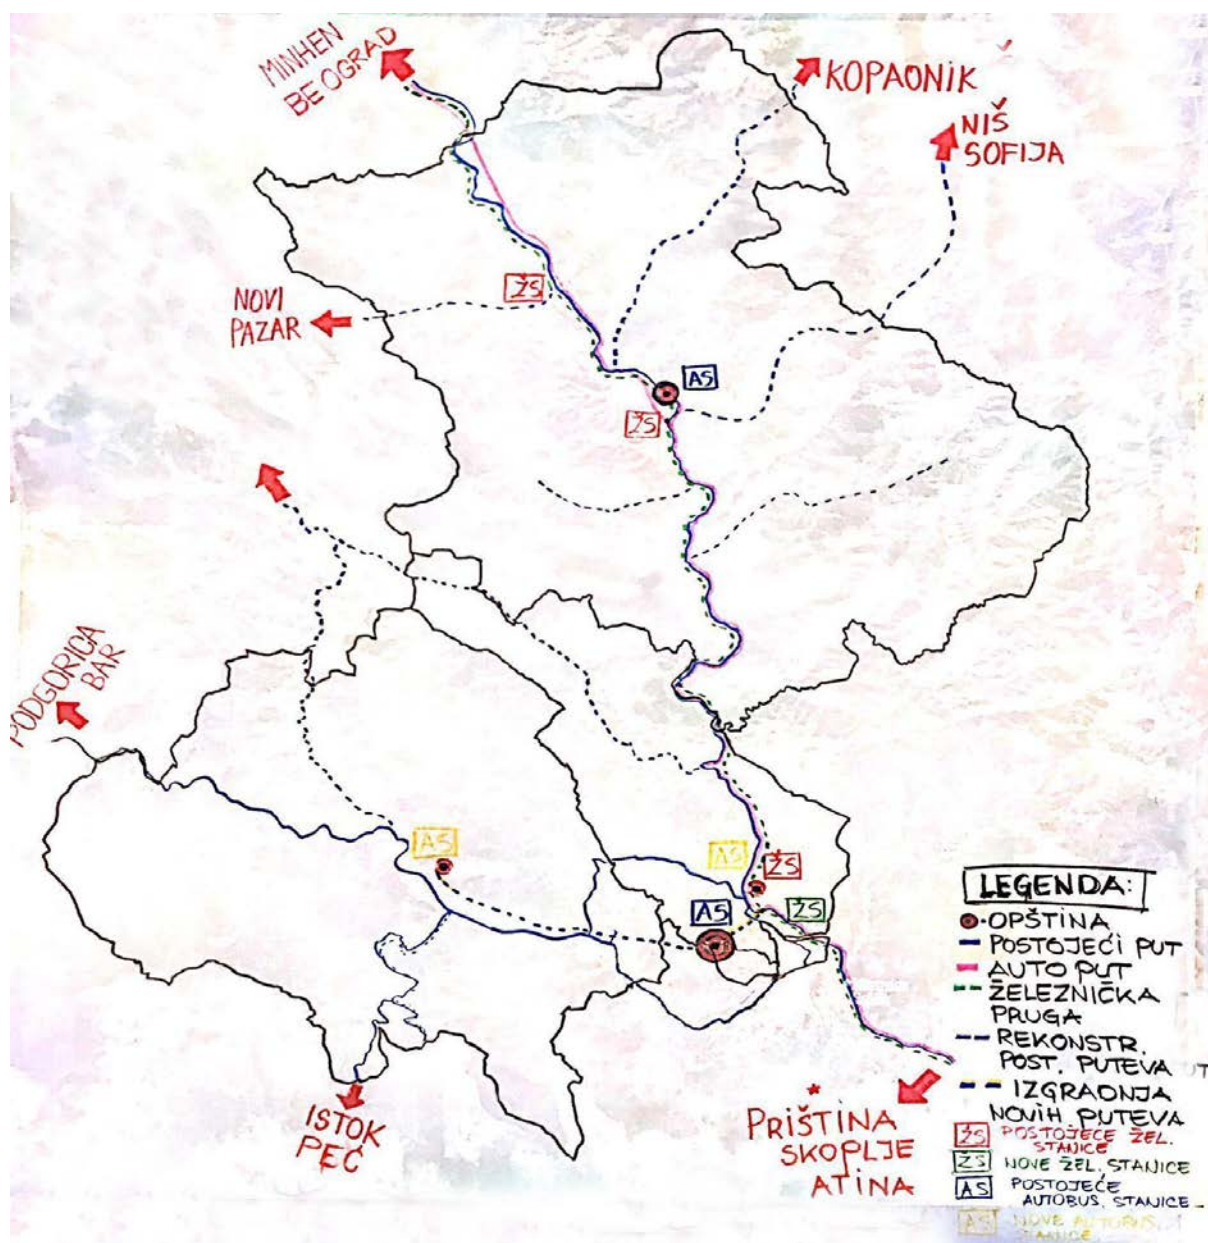 MINHEN
BEOGRAD
KOPAONIK
NIŠ
SOFIJA
ŽS
NOVI
PAZAR
AS
ŽS
PODGORICA
BAR
AS
AS
ŽS
AS
ŽS
ISTOK
PEĆ
PRIŠTINA
SKOPLJE
ATINA
LEGENDA:
OPŠTINA
POSTOJEĆI PUT
AUTO PUT
ŽELEZNIČKA
PRUGA
REKONSTR.
POST. PUTEVA
IZGRADNJA
NOVIH PUTEVA
ŽS POSTOJEĆE ŽEL.
STANICE
ŽS NOVE ŽEL. STANICE
AS POSTOJEĆE
AUTOBUS. STANICE
AS NOVE AUTOBUS.
STANICE